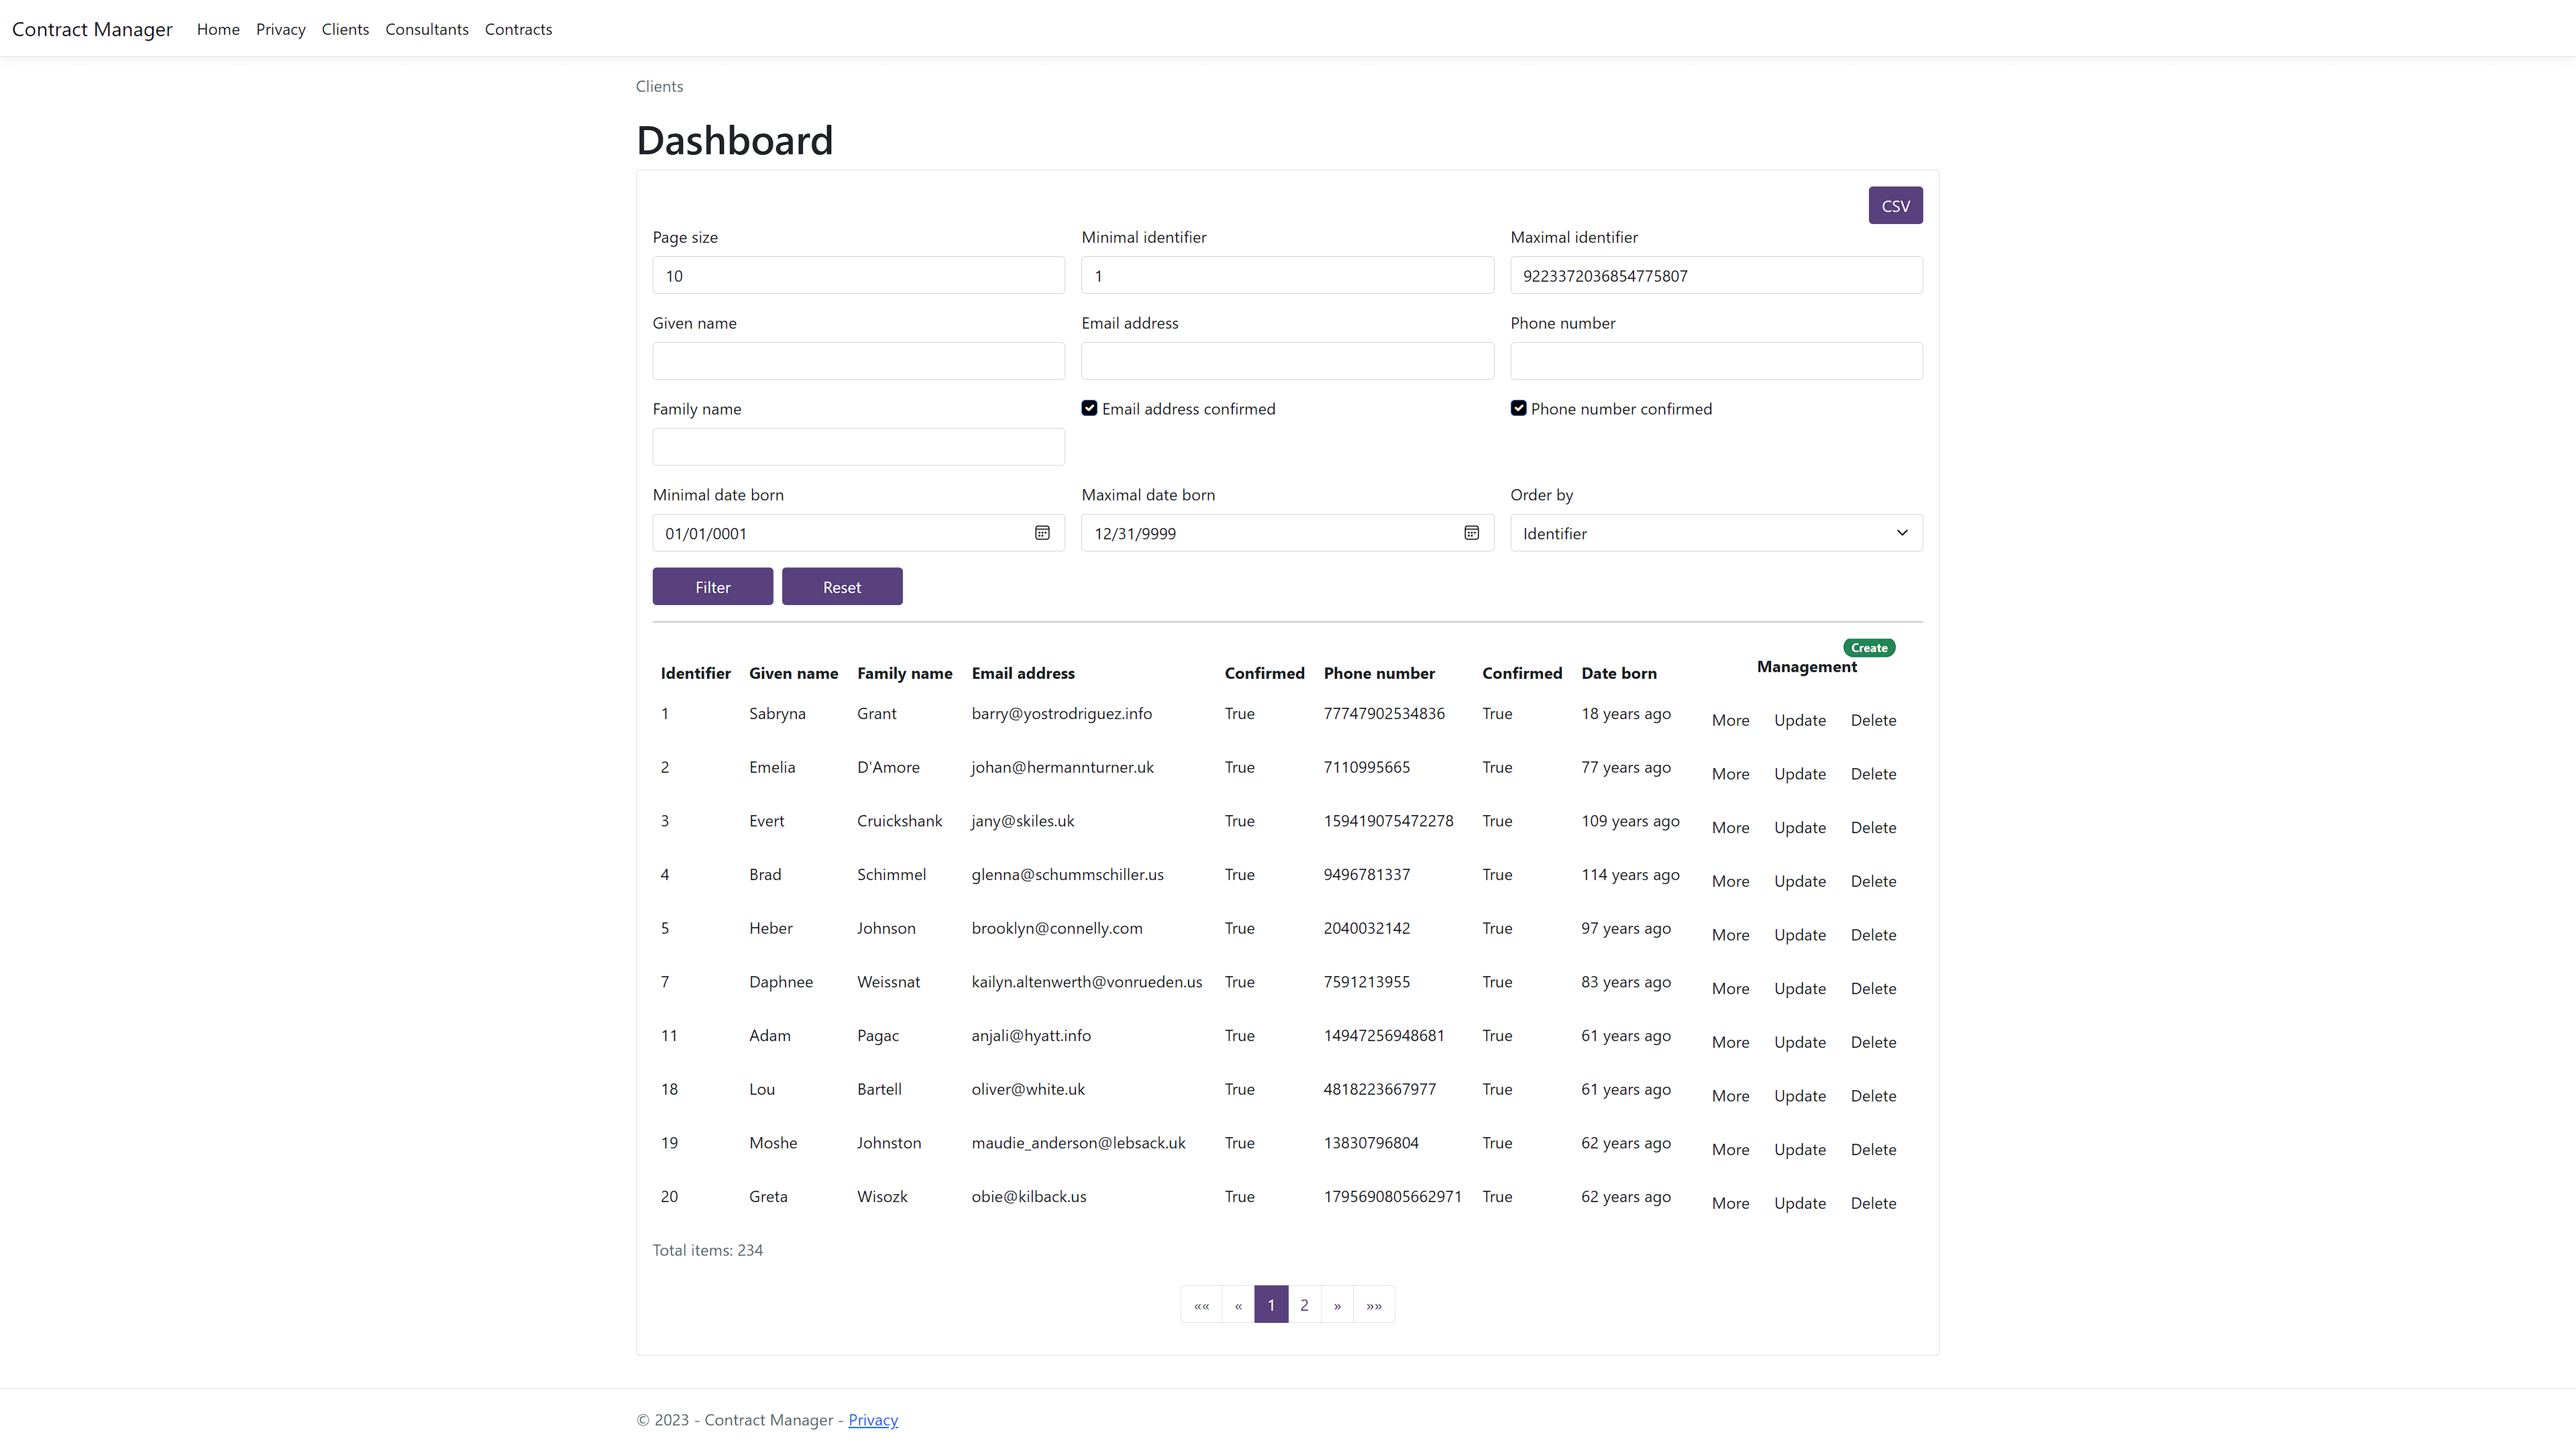 Contract Manager Home Privacy Clients Consultants Contracts
Clients
Dashboard
CSV
Page size Minimal identifier Maximal identifier
10 1 9223372036854775807
Given name Email address Phone number
Family name Email address confirmed Phone number confirmed
Minimal date born Maximal date born Order by
01/01/0001 12/31/9999 Identifier
Filter Reset
Create
Identifier Given name Family name Email address Confirmed Phone number Confirmed Date born Management
1 Sabryna Grant barry@yostrodriguez.info True 77747902534836 True 18 years ago More Update Delete
2 Emelia D'Amore johan@hermannturner.uk True 7110995665 True 77 years ago More Update Delete
3 Evert Cruickshank jany@skiles.uk True 159419075472278 True 109 years ago More Update Delete
4 Brad Schimmel glenna@schummschiller.us True 9496781337 True 114 years ago More Update Delete
5 Heber Johnson brooklyn@connelly.com True 2040032142 True 97 years ago More Update Delete
7 Daphnee Weissnat kailyn.altenwerth@vonrueden.us True 7591213955 True 83 years ago More Update Delete
11 Adam Pagac anjali@hyatt.info True 14947256948681 True 61 years ago More Update Delete
18 Lou Bartell oliver@white.uk True 4818223667977 True 61 years ago More Update Delete
19 Moshe Johnston maudie_anderson@lebsack.uk True 13830796804 True 62 years ago More Update Delete
20 Greta Wisozk obie@kilback.us True 1795690805662971 True 62 years ago More Update Delete
Total items: 234
«« « 1 2 » »»
© 2023 - Contract Manager - Privacy